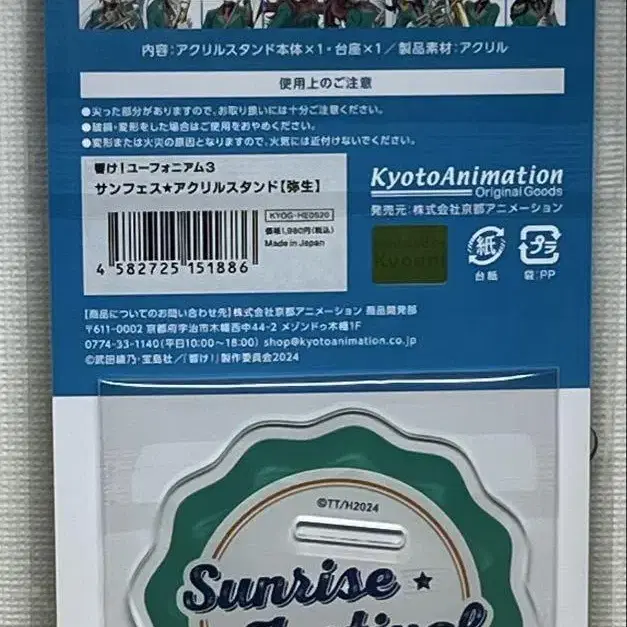 内容:アクリルスタンド本体×1・台座×1/製品素材:アクリル
使用上のご注意
●尖った部分がありますので、お取り扱いには十分ご注意ください。
●破損・変形をした場合はご使用をおやめください。
●変形または火災の原因となりますので、火気には近付けないでください。
響け!ユーフォニアム3
サンフェス★アクリルスタンド【弥生】
KYOG-HE0520
価格1,980円(税込)
Made in Japan
4 582725 151886
KyotoAnimation
Original Goods
発売元:株式会社京都アニメーション
紙
台紙
プラ
袋:PP
【商品についてのお問い合わせ先】株式会社京都アニメーション 商品開発部
〒611-0002 京都府宇治市木幡西中44-2 メゾンドゥ木幡1F
0774-33-1140(平日10:00~18:00) shop@kyotoanimation.co.jp
©武田綾乃・宝島社/『響け!』製作委員会2024
©TT/H2024
Sunrise ★
Festival